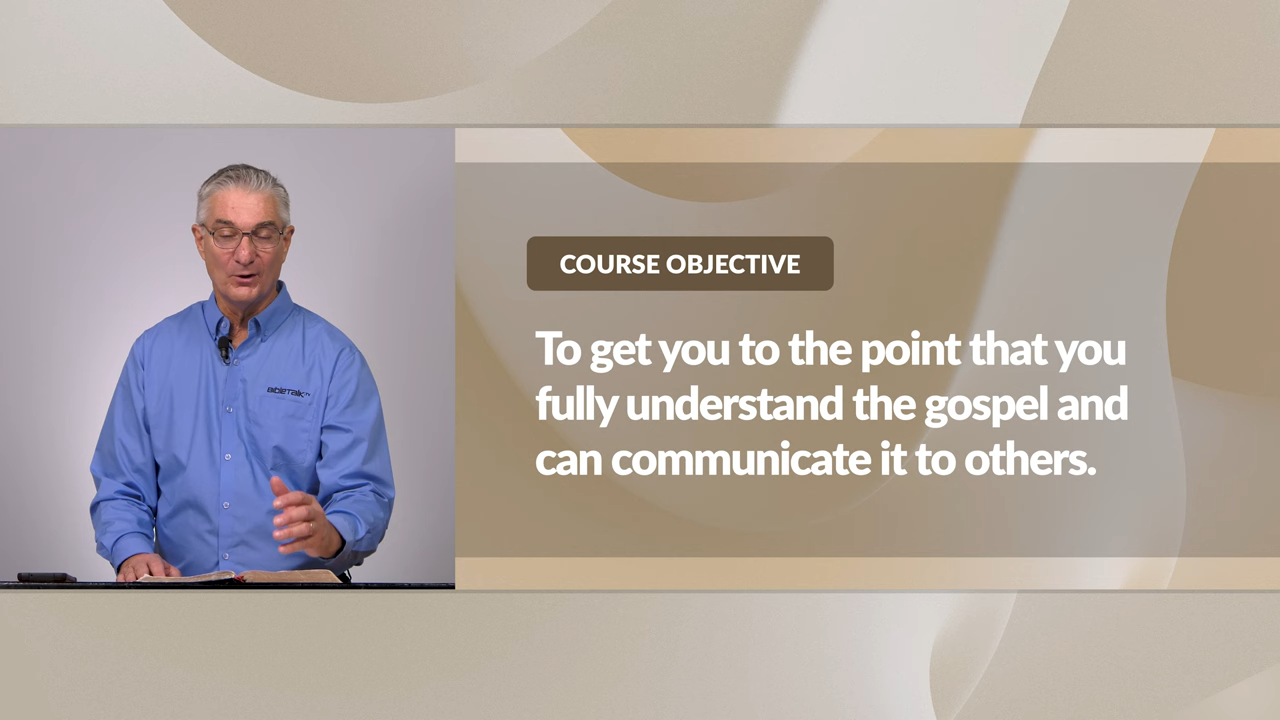 COURSE OBJECTIVE
To get you to the point that you
fully understand the gospel and
can communicate it to others.
BibleTalk